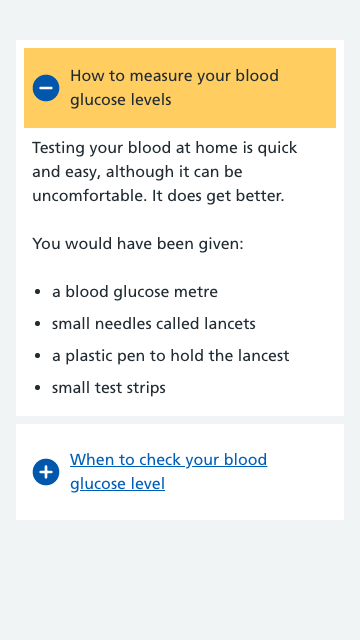 How to measure your blood
glucose levels
Testing your blood at home is quick
and easy, although it can be
uncomfortable. It does get better.
You would have been given:
• a blood glucose metre
• small needles called lancets
• a plastic pen to hold the lancest
• small test strips
When to check your blood
glucose level